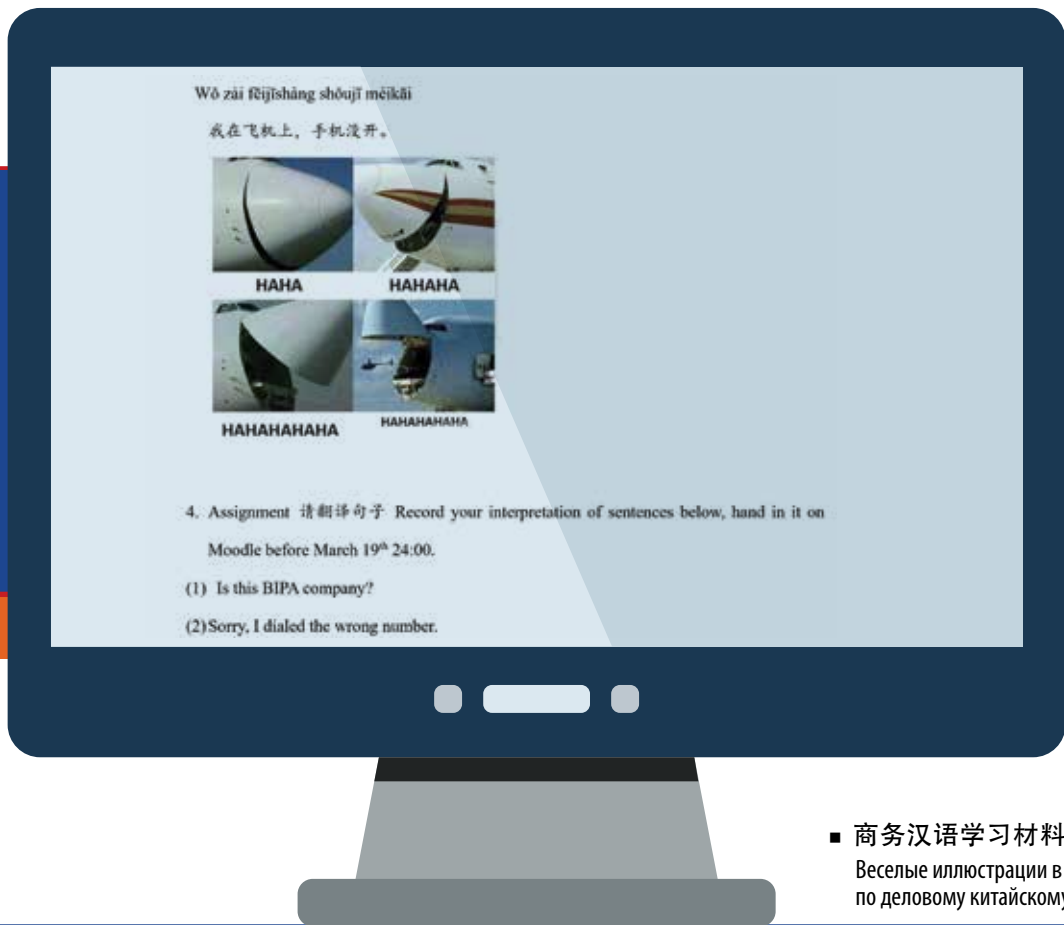 Wǒ zài fēijīshàng shǒujī méikāi
我在飞机上，手机没开。
HAHA HAHAHA
HAHAHAHAHA HAHAHAHAHA
4. Assignment 请翻译句子 Record your interpretation of sentences below, hand in it on
Moodle before March 19th 24:00.
(1) Is this BIPA company?
(2) Sorry, I dialed the wrong number.
■ 商务汉语学习材料
Веселые иллюстрации в
по деловому китайскому